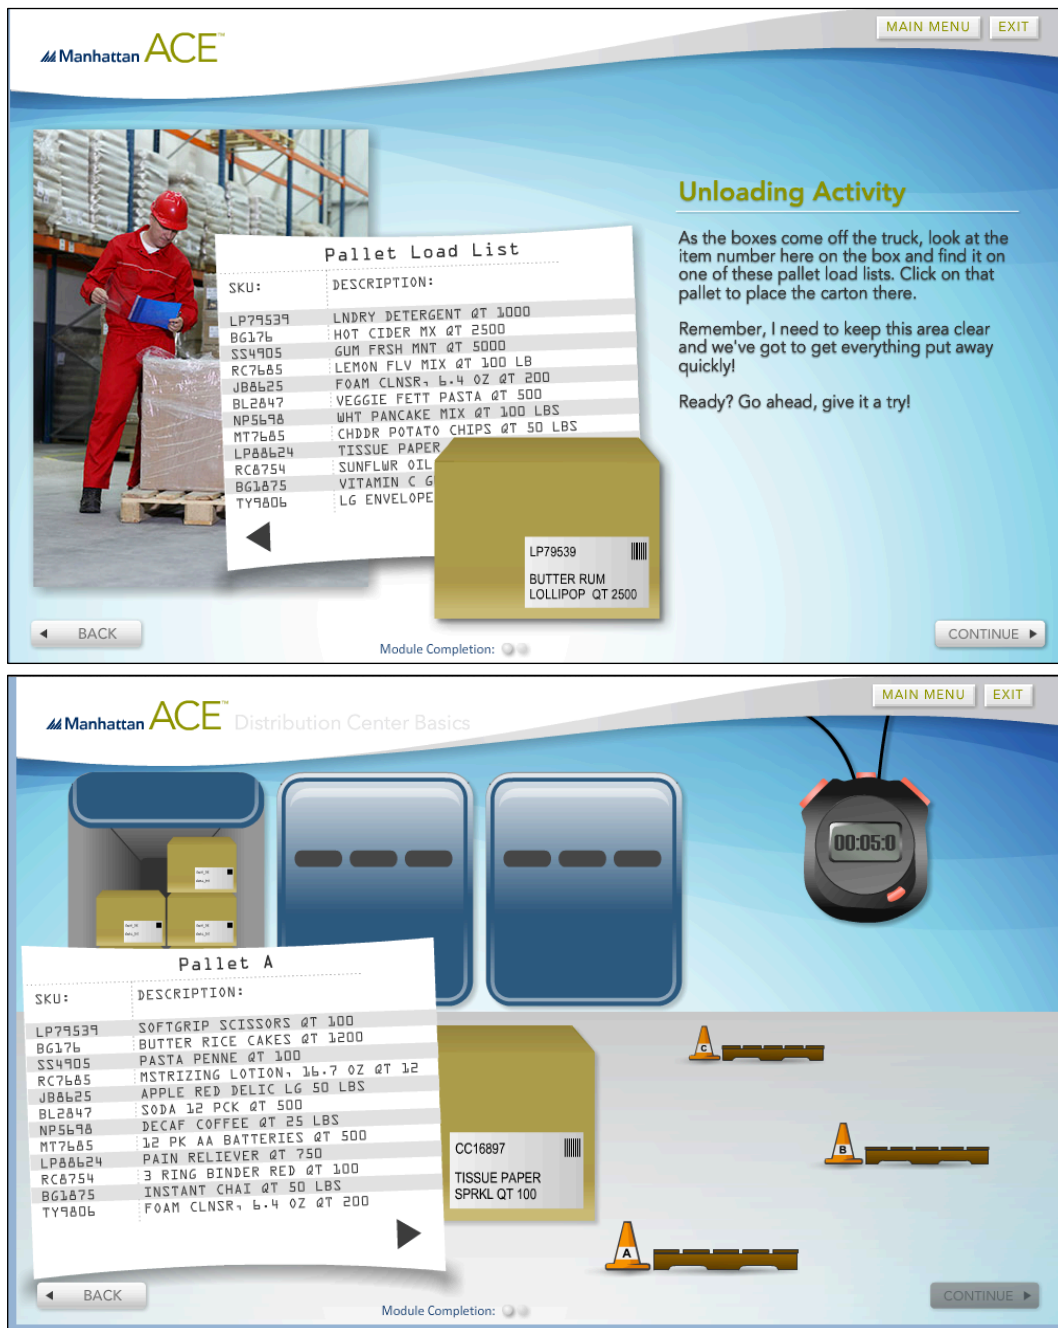 Manhattan ACE™
MAIN MENU
EXIT
Unloading Activity
As the boxes come off the truck, look at the
item number here on the box and find it on
one of these pallet load lists. Click on that
pallet to place the carton there.
Remember, I need to keep this area clear
and we've got to get everything put away
quickly!
Ready? Go ahead, give it a try!
Pallet Load List
SKU: DESCRIPTION:
LP79539 LNDRY DETERGENT QT 1000
BG176 HOT CIDER MX QT 2500
SS4905 GUM FRSH MNT QT 5000
RC7685 LEMON FLV MIX QT 100 LB
JB8625 FOAM CLNSR, 6.4 OZ QT 200
BL2847 VEGGIE FETT PASTA QT 500
NP5698 WHT PANCAKE MIX QT 100 LBS
MT7685 CHDDR POTATO CHIPS QT 50 LBS
LP88624 TISSUE PAPER
RC8754 SUNFLWR OIL
BG1875 VITAMIN C G
TY9806 LG ENVELOPE
LP79539
BUTTER RUM
LOLLIPOP QT 2500
BACK
Module Completion:
CONTINUE
Manhattan ACE™ Distribution Center Basics
MAIN MENU
EXIT
00:05:0
Pallet A
SKU: DESCRIPTION:
LP79539 SOFTGRIP SCISSORS QT 100
BG176 BUTTER RICE CAKES QT 1200
SS4905 PASTA PENNE QT 100
RC7685 MSTRIZING LOTION, 16.7 OZ QT 12
JB8625 APPLE RED DELIC LG 50 LBS
BL2847 SODA 12 PCK QT 500
NP5698 DECAF COFFEE QT 25 LBS
MT7685 12 PK AA BATTERIES QT 500
LP88624 PAIN RELIEVER QT 750
RC8754 3 RING BINDER RED QT 100
BG1875 INSTANT CHAI QT 50 LBS
TY9806 FOAM CLNSR, 6.4 OZ QT 200
CC16897
TISSUE PAPER
SPRKL QT 100
C
B
A
BACK
Module Completion:
CONTINUE